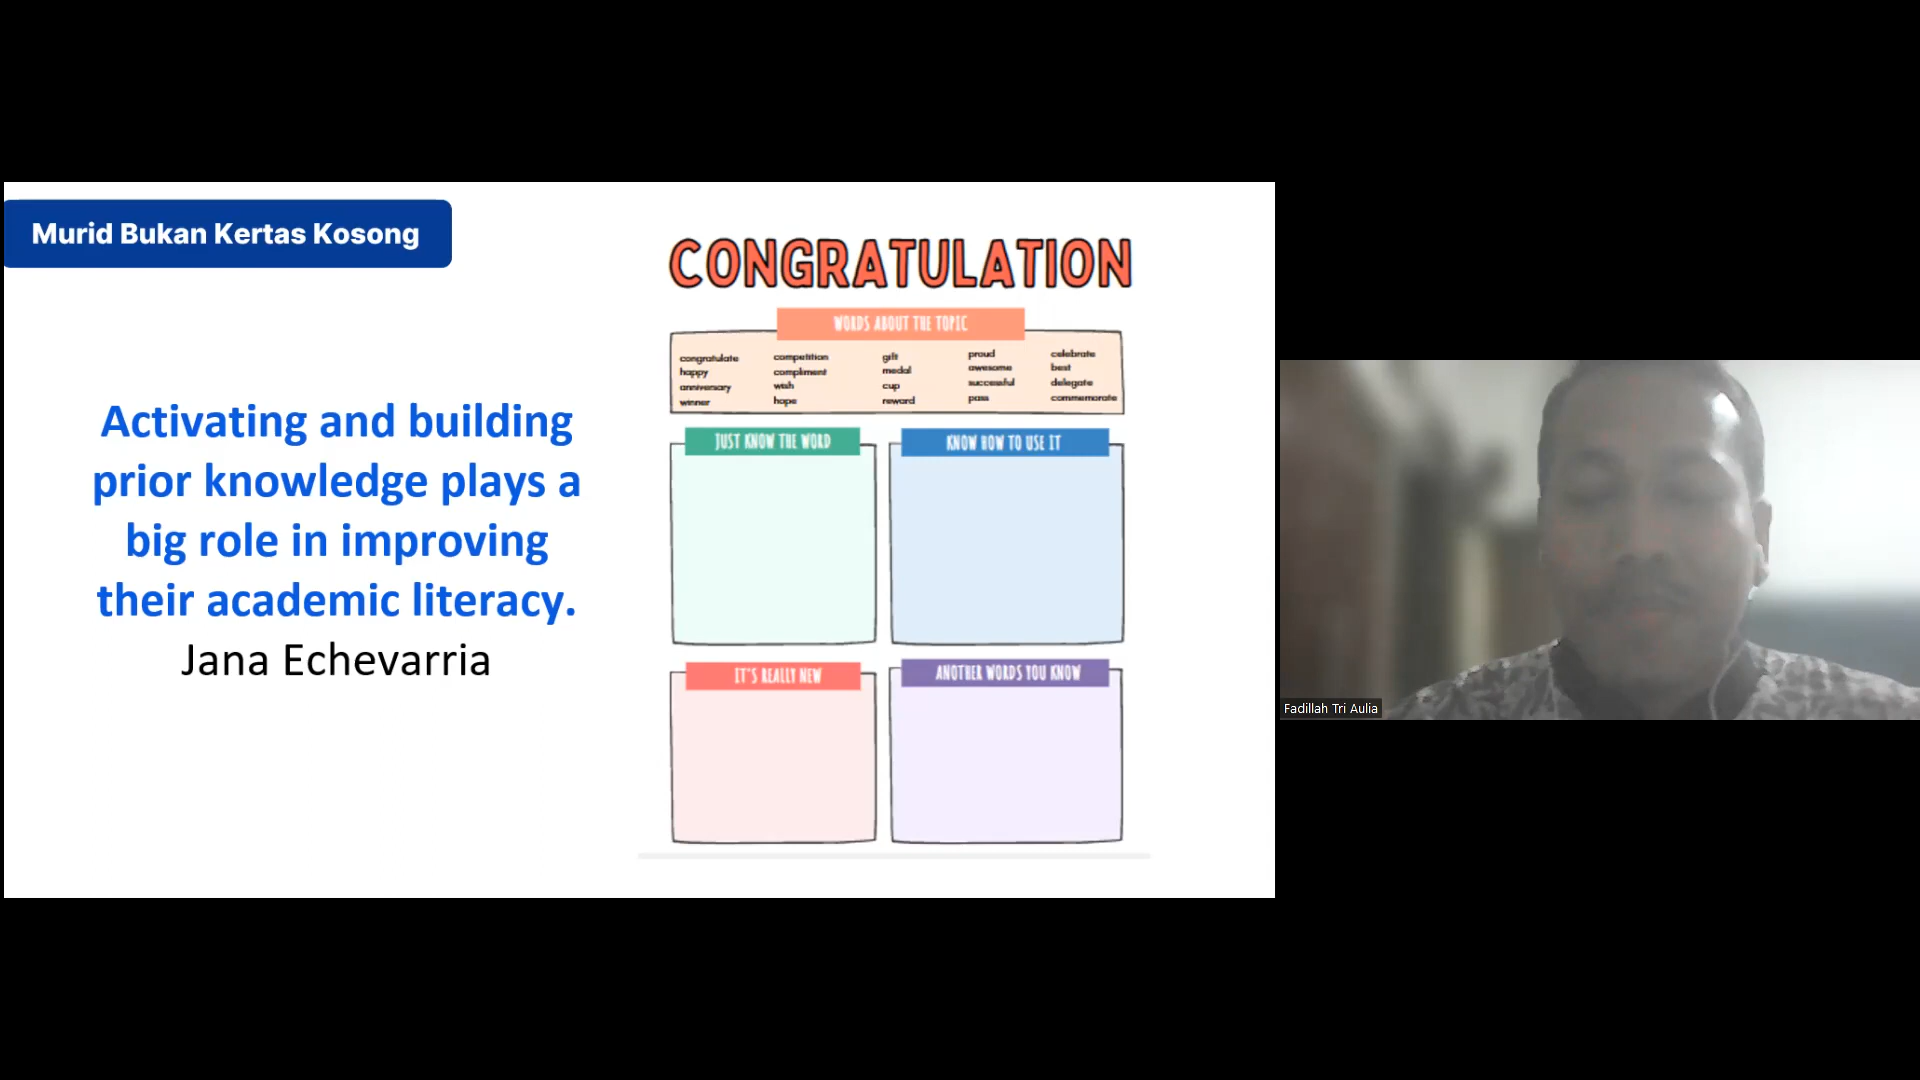 Murid Bukan Kertas Kosong
Activating and building
prior knowledge plays a
big role in improving
their academic literacy.
Jana Echevarria
CONGRATULATION
WORDS ABOUT THE TOPIC
congratulate
happy
anniversary
winner
competition
compliment
wish
hope
gift
medal
cup
reward
proud
awesome
successful
pass
celebrate
best
delegate
commemorate
JUST KNOW THE WORD
KNOW HOW TO USE IT
IT'S REALLY NEW
ANOTHER WORDS YOU KNOW
Fadillah Tri Aulia